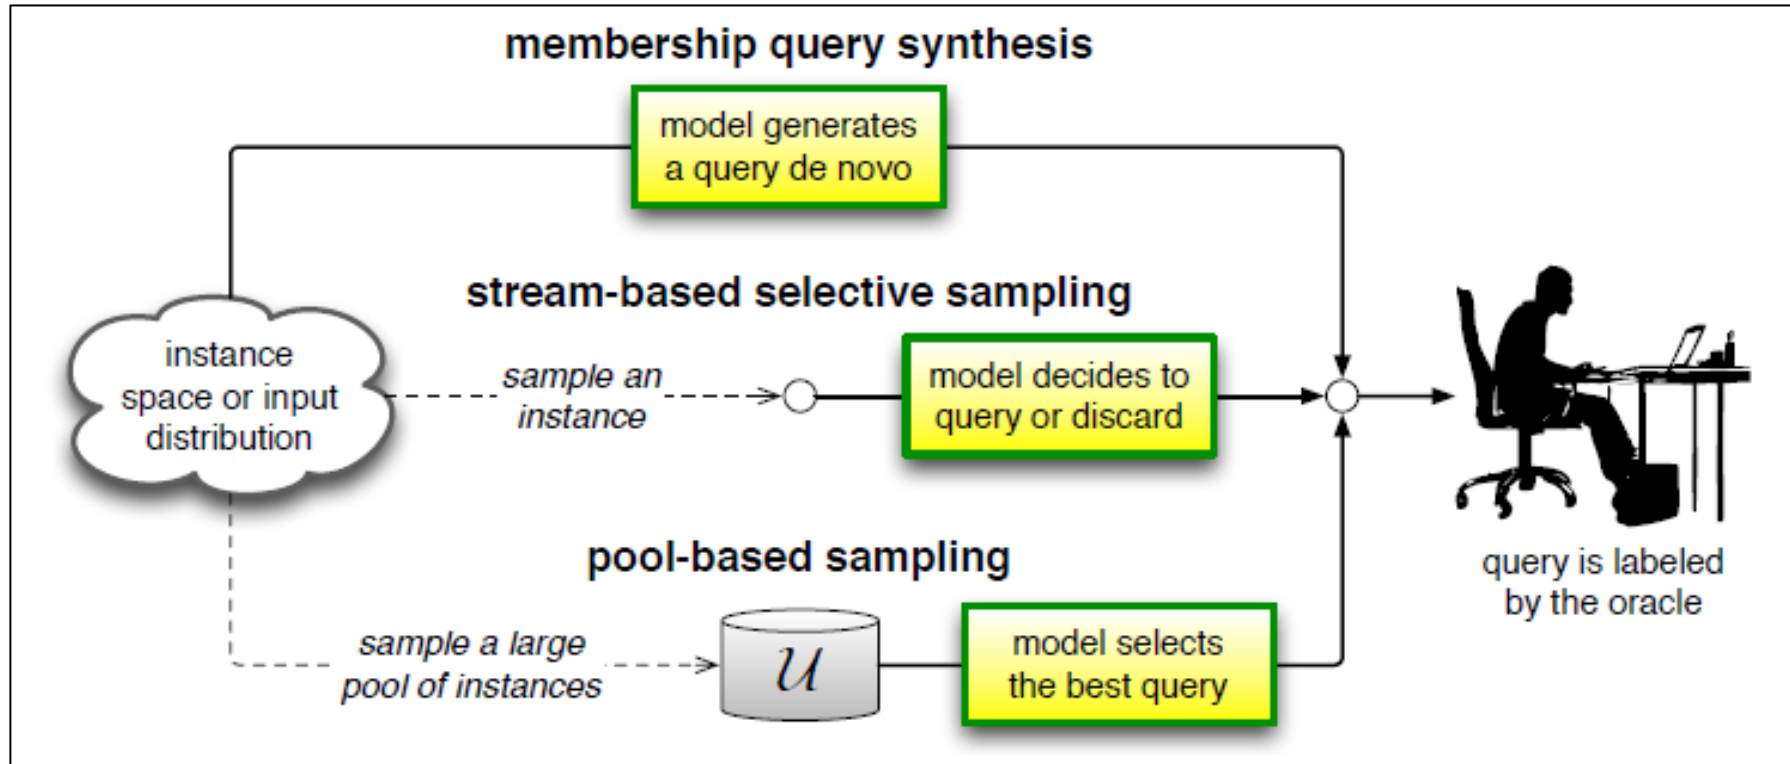 membership query synthesis
model generates
a query de novo
stream-based selective sampling
instance
space or input
distribution
sample an
instance
model decides to
query or discard
query is labeled
by the oracle
pool-based sampling
sample a large
pool of instances
U
model selects
the best query